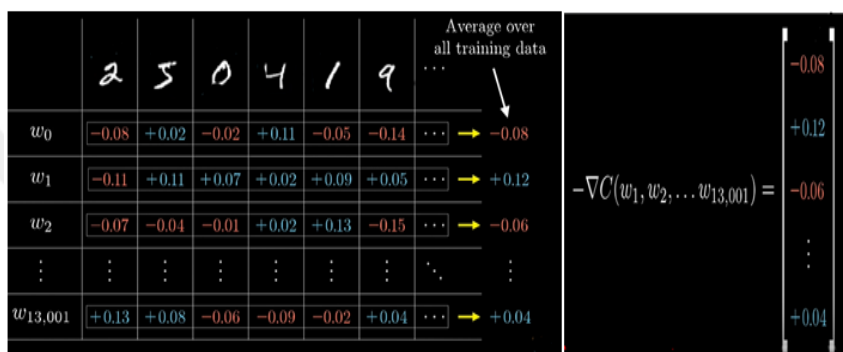 Average over
all training data
2 5 0 4 1 9 ...
w₀ −0.08 +0.02 −0.02 +0.11 −0.05 −0.14 ⋯ → −0.08
w₁ −0.11 +0.11 +0.07 +0.02 +0.09 +0.05 ⋯ → +0.12
w₂ −0.07 −0.04 −0.01 +0.02 +0.13 −0.15 ⋯ → −0.06
⋮ ⋮ ⋮ ⋮ ⋮ ⋮ ⋮ ⋱ ⋮
w₁₃,₀₀₁ +0.13 +0.08 −0.06 −0.09 −0.02 +0.04 ⋯ → +0.04
−∇C(w₁, w₂, … w₁₃,₀₀₁) =
−0.08
+0.12
−0.06
⋮
+0.04